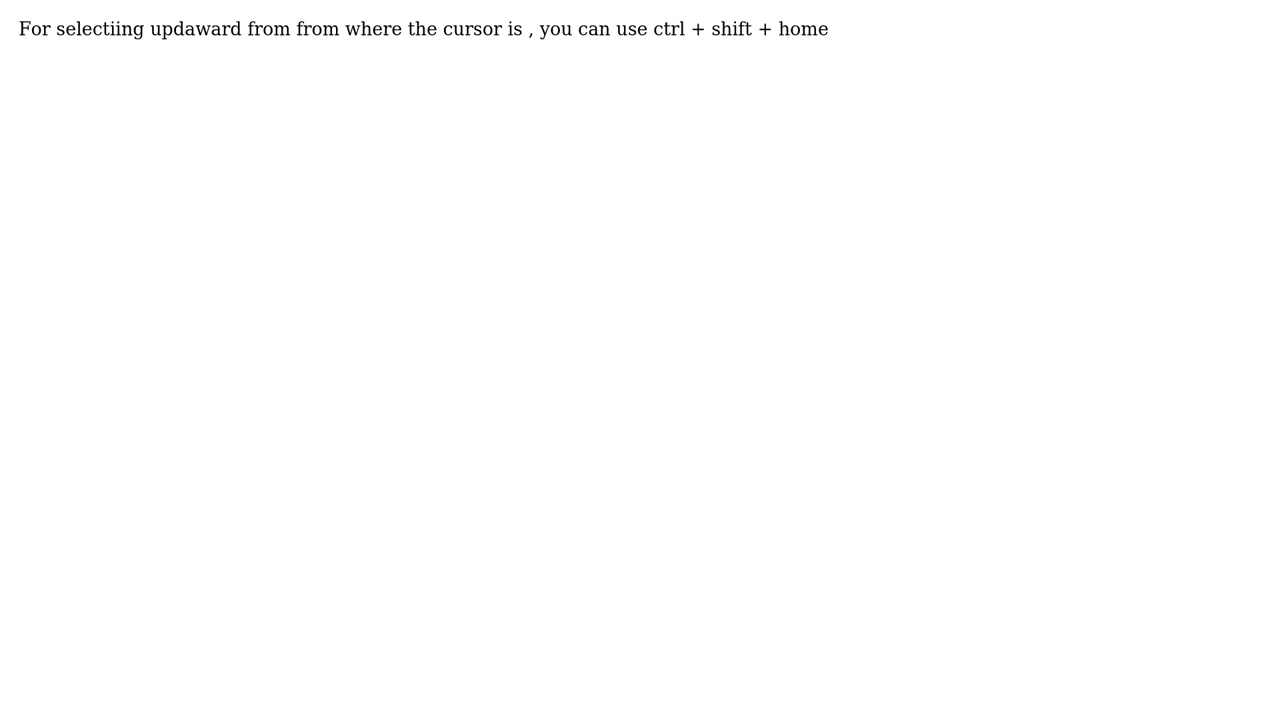 For selectiing updaward from from where the cursor is , you can use ctrl + shift + home